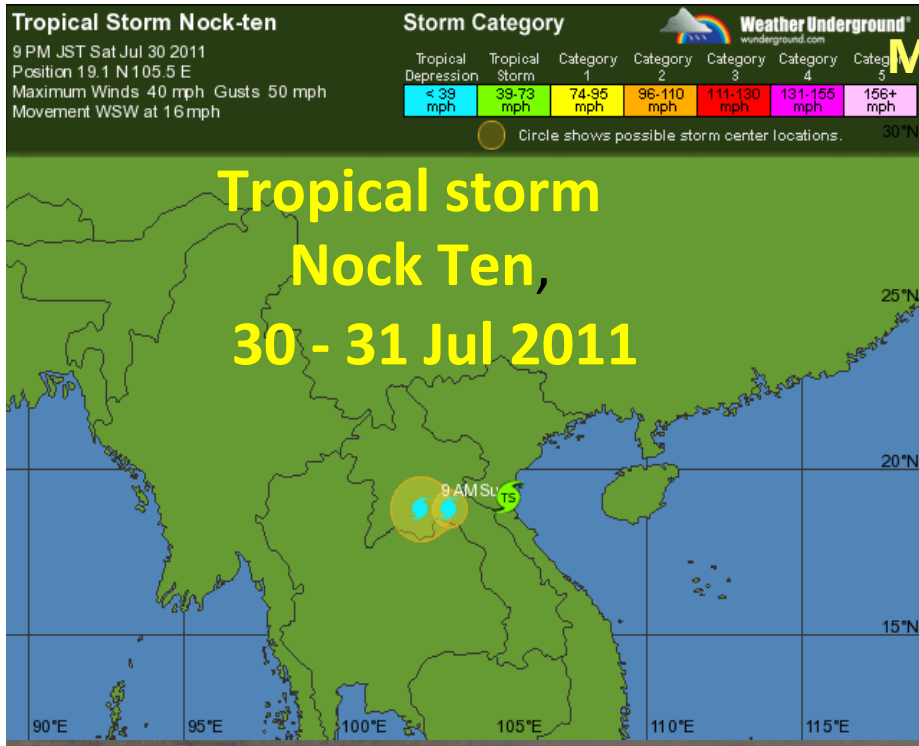 Tropical Storm Nock-ten
9 PM JST Sat Jul 30 2011
Position 19.1 N 105.5 E
Maximum Winds 40 mph Gusts 50 mph
Movement WSW at 16 mph
Storm Category
Weather Underground®
wunderground.com
M
Tropical Depression
< 39 mph
Tropical Storm
39-73 mph
Category 1
74-95 mph
Category 2
96-110 mph
Category 3
111-130 mph
Category 4
131-155 mph
5
156+ mph
Circle shows possible storm center locations.
30°N
Tropical storm
Nock Ten,
30 - 31 Jul 2011
25°N
20°N
9 AM Su
TS
15°N
90°E
95°E
100°E
105°E
110°E
115°E